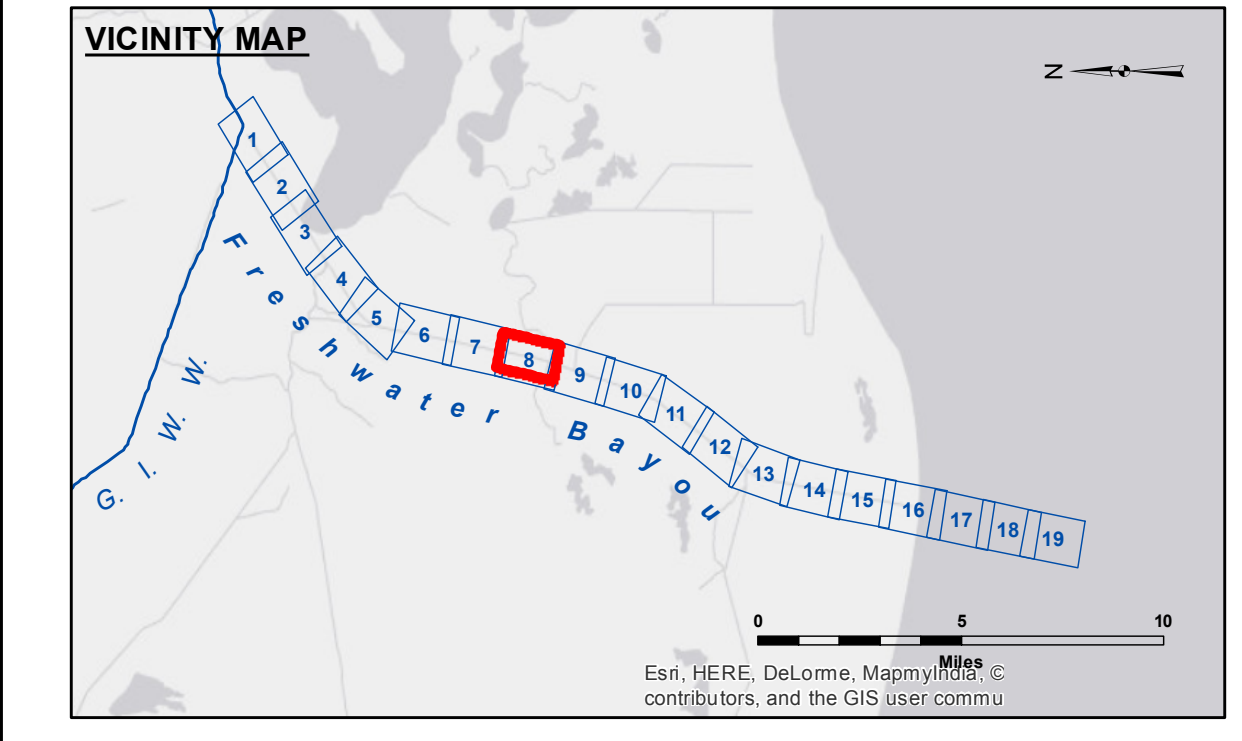 VICINITY MAP
N
1
2
3
4
5
6
7
8
9
10
11
12
13
14
15
16
17
18
19
Freshwater Bayou
G. I. W. W.
0 5 10
Miles
Esri, HERE, DeLorme, MapmyIndia, ©
contributors, and the GIS user commu